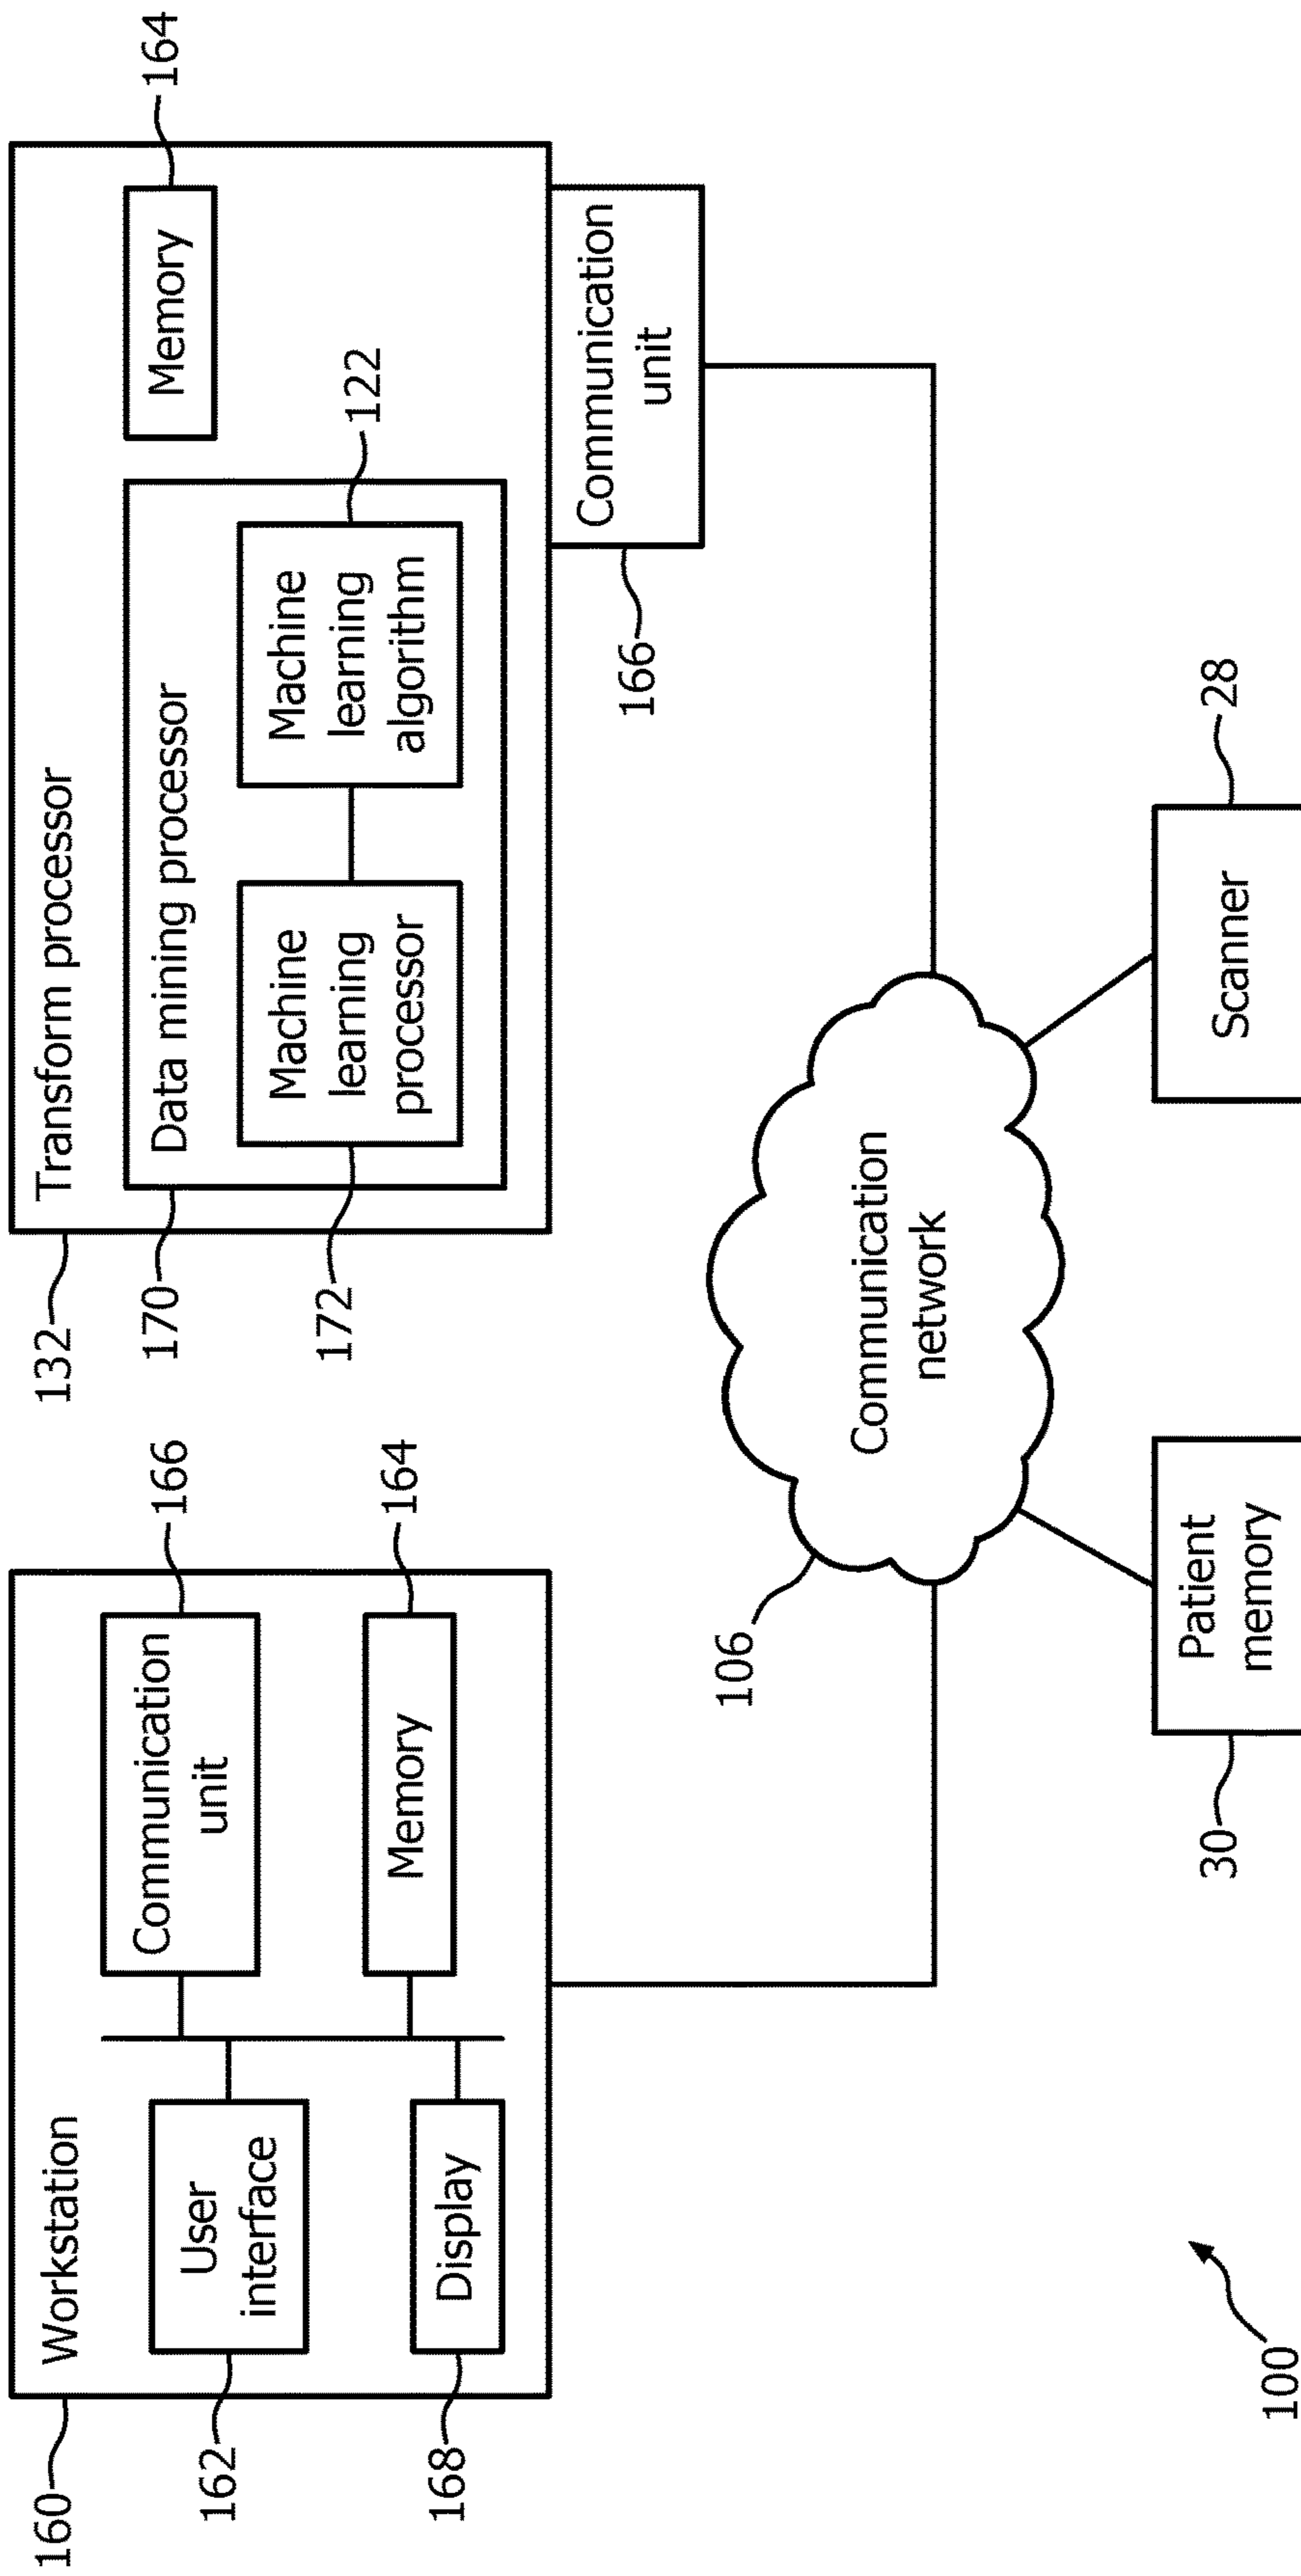 Workstation
160
User
interface
162
Display
168
Communication
unit
166
Memory
164
Transform processor
132
Data mining processor
170
Machine
learning
processor
172
Machine
learning
algorithm
122
Memory
164
Communication
unit
166
Communication
network
106
Patient
memory
30
Scanner
28
100